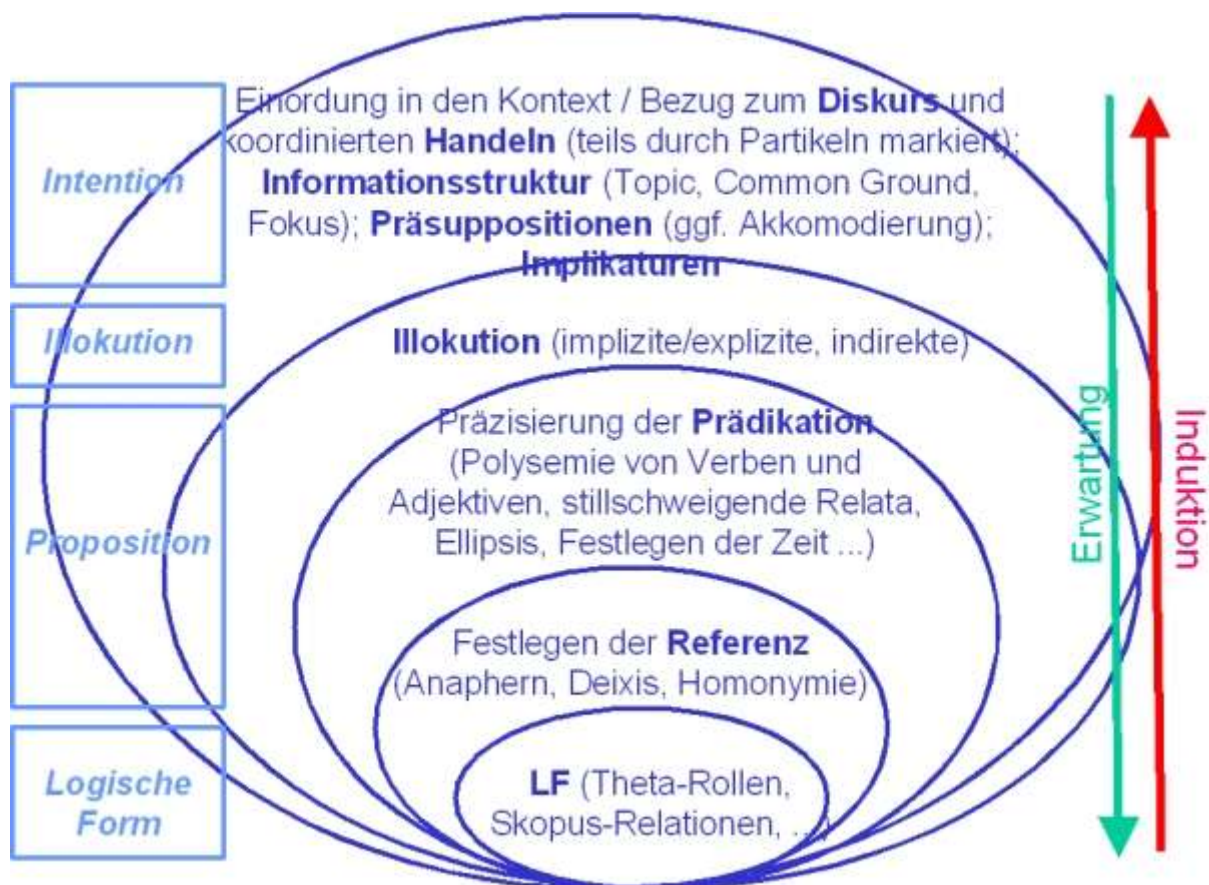 Einordung in den Kontext / Bezug zum Diskurs und
koordinierten Handeln (teils durch Partikeln markiert);
Informationsstruktur (Topic, Common Ground,
Fokus); Präsuppositionen (ggf. Akkomodierung);
Implikaturen
Intention
Illokution
Illokution (implizite/explizite, indirekte)
Präzisierung der Prädikation
(Polysemie von Verben und
Adjektiven, stillschweigende Relata,
Ellipsis, Festlegen der Zeit ...)
Proposition
Festlegen der Referenz
(Anaphern, Deixis, Homonymie)
Logische
Form
LF (Theta-Rollen,
Skopus-Relationen, ...)
Erwartung
Induktion